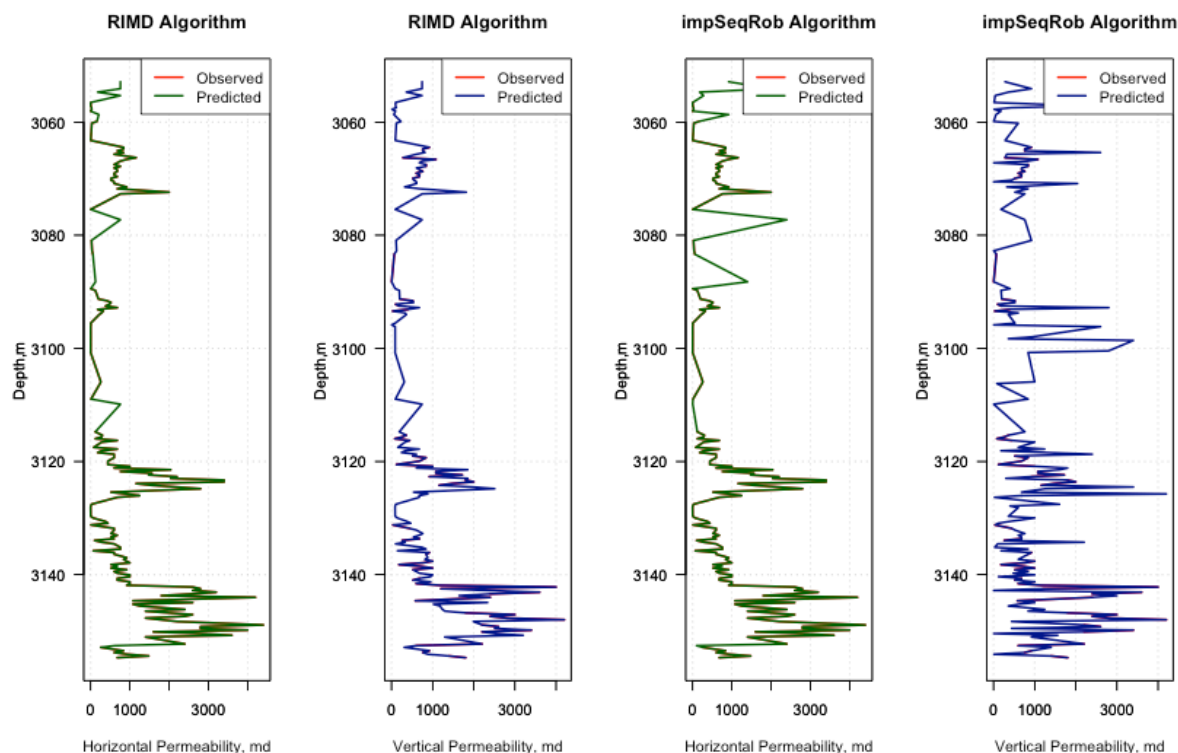 RIMD Algorithm
Observed
Predicted
3060
3080
3100
3120
3140
Depth,m
0 1000 3000
Horizontal Permeability, md
RIMD Algorithm
Observed
Predicted
3060
3080
3100
3120
3140
Depth,m
0 1000 3000
Vertical Permeability, md
impSeqRob Algorithm
Observed
Predicted
3060
3080
3100
3120
3140
Depth,m
0 1000 3000
Horizontal Permeability, md
impSeqRob Algorithm
Observed
Predicted
3060
3080
3100
3120
3140
Depth,m
0 1000 3000
Vertical Permeability, md